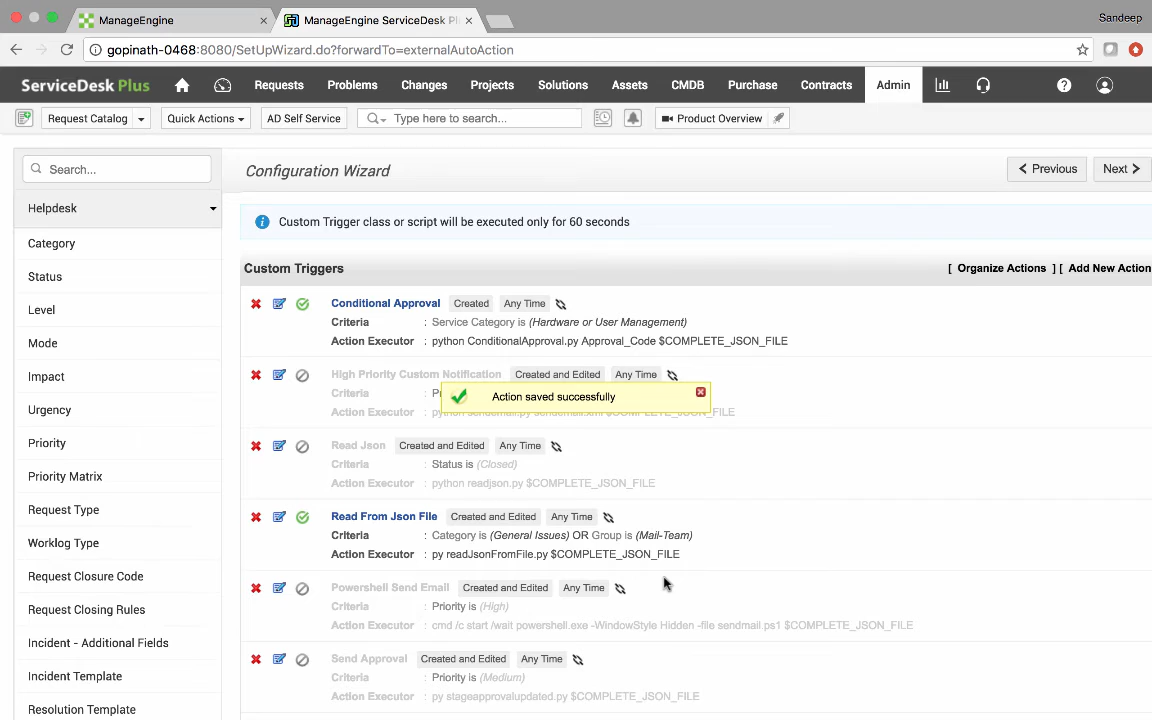 ManageEngine
ManageEngine ServiceDesk Pl
Sandeep
gopinath-0468:8080/SetUpWizard.do?forwardTo=externalAutoAction
ServiceDesk Plus
Requests
Problems
Changes
Projects
Solutions
Assets
CMDB
Purchase
Contracts
Admin
Request Catalog
Quick Actions
AD Self Service
Type here to search...
Product Overview
Search...
Helpdesk
Category
Status
Level
Mode
Impact
Urgency
Priority
Priority Matrix
Request Type
Worklog Type
Request Closure Code
Request Closing Rules
Incident - Additional Fields
Incident Template
Resolution Template
Configuration Wizard
Previous
Next
Custom Trigger class or script will be executed only for 60 seconds
Custom Triggers
[ Organize Actions ] [ Add New Action
Conditional Approval Created Any Time
Criteria : Service Category is (Hardware or User Management)
Action Executor : python ConditionalApproval.py Approval_Code $COMPLETE_JSON_FILE
High Priority Custom Notification Created and Edited Any Time
Criteria :
Action saved successfully
Action Executor : python sendemail.py sendemail.xml $COMPLETE_JSON_FILE
Read Json Created and Edited Any Time
Criteria : Status is (Closed)
Action Executor : python readjson.py $COMPLETE_JSON_FILE
Read From Json File Created and Edited Any Time
Criteria : Category is (General Issues) OR Group is (Mail-Team)
Action Executor : py readJsonFromFile.py $COMPLETE_JSON_FILE
Powershell Send Email Created and Edited Any Time
Criteria : Priority is (High)
Action Executor : cmd /c start /wait powershell.exe -WindowStyle Hidden -file sendmail.ps1 $COMPLETE_JSON_FILE
Send Approval Created and Edited Any Time
Criteria : Priority is (Medium)
Action Executor : py stageapprovalupdated.py $COMPLETE_JSON_FILE